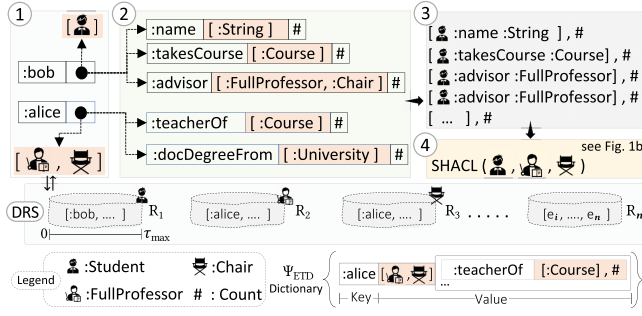 1
2
3
:bob
:alice
[ , ]
:name [ :String ] #
:takesCourse [ :Course ] #
:advisor [ :FullProfessor, :Chair ] #
:teacherOf [ :Course ] #
:docDegreeFrom [ :University ] #
[ :name :String ] , #
[ :takesCourse :Course] , #
[ :advisor :FullProfessor] , #
[ :advisor :FullProfessor] , #
[ ... ] , #
4
see Fig. 1b
SHACL ( , , )
DRS
[:bob, .... ] R1
[:alice, .... ] R2
[:alice, .... ] R3
. . . . .
[ei, ...., en ] Rn
0 τmax
Legend
:Student :Chair
:FullProfessor # : Count
ΨETD
Dictionary
:alice [ , ] :teacherOf [:Course] , #
...
Key Value